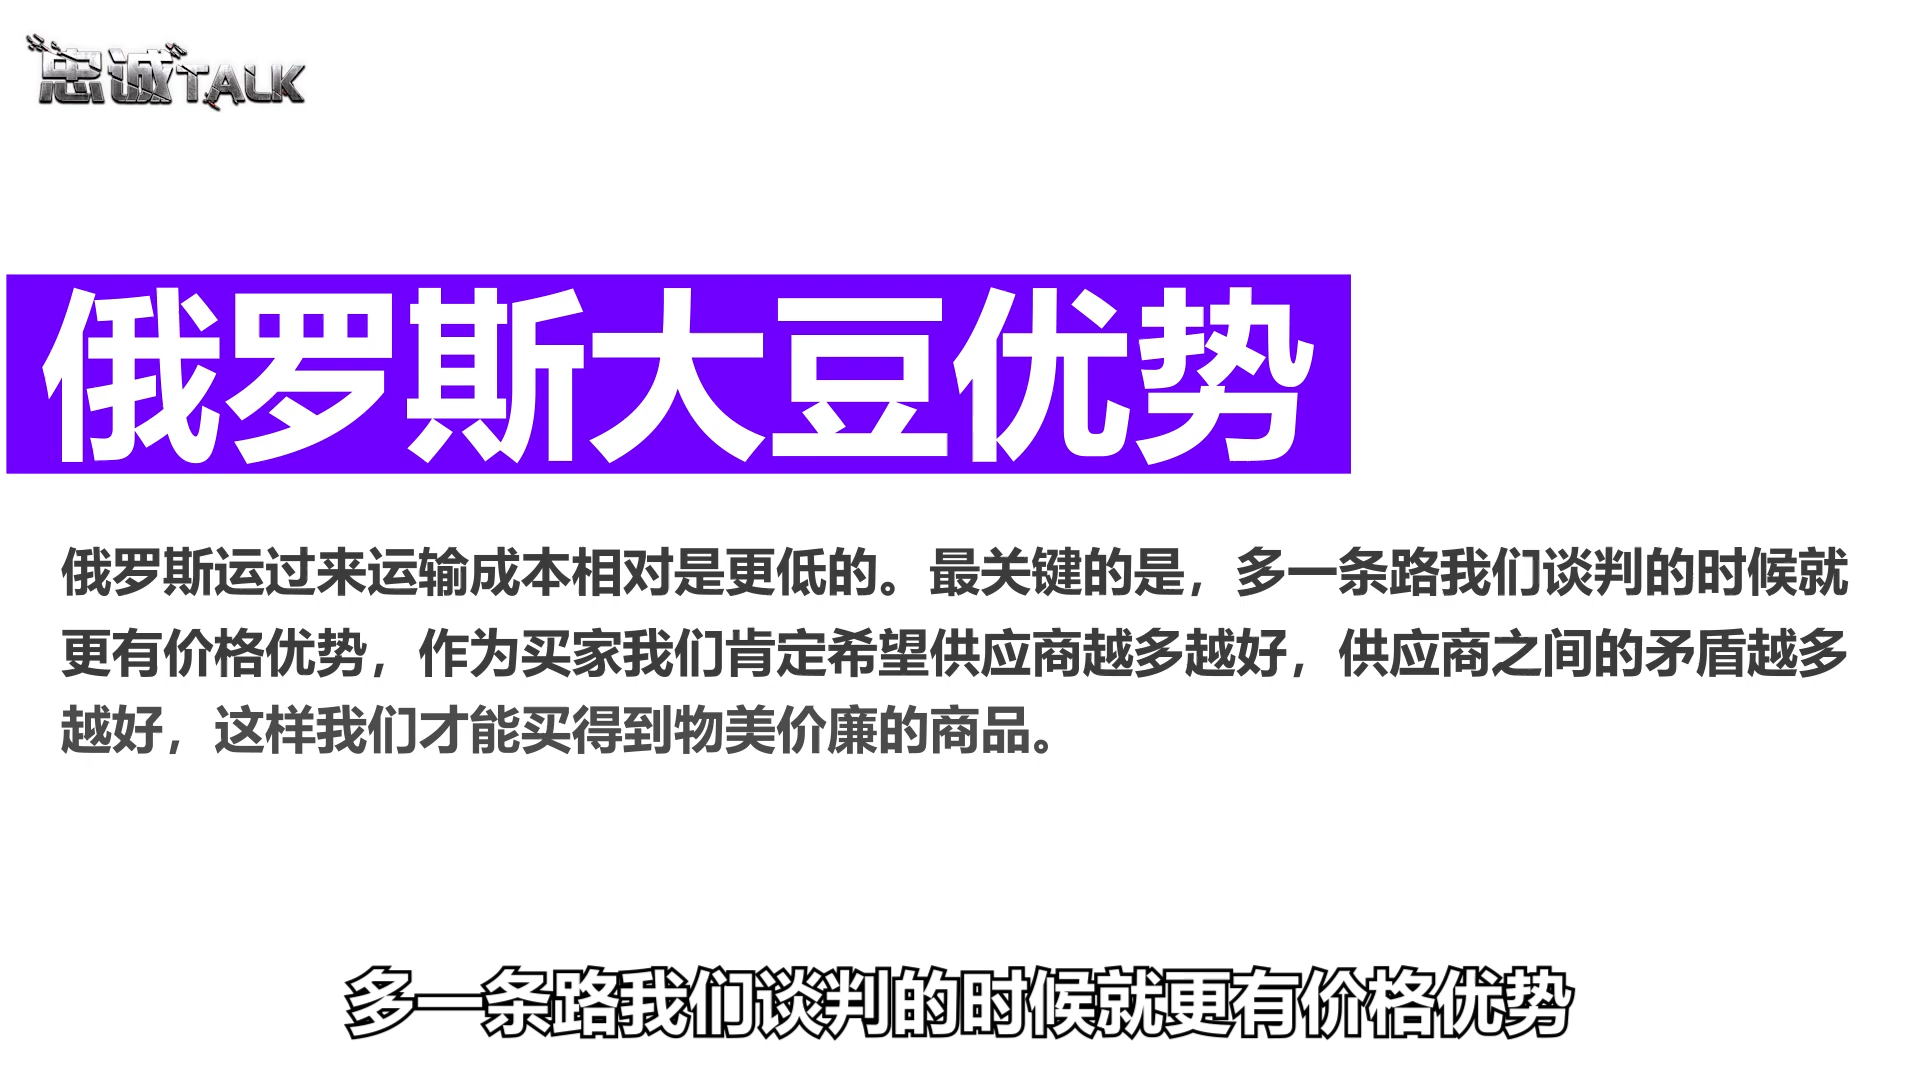 忠诚TALK
俄罗斯大豆优势
俄罗斯运过来运输成本相对是更低的。最关键的是，多一条路我们谈判的时候就
更有价格优势，作为买家我们肯定希望供应商越多越好，供应商之间的矛盾越多
越好，这样我们才能买得到物美价廉的商品。
多一条路我们谈判的时候就更有价格优势